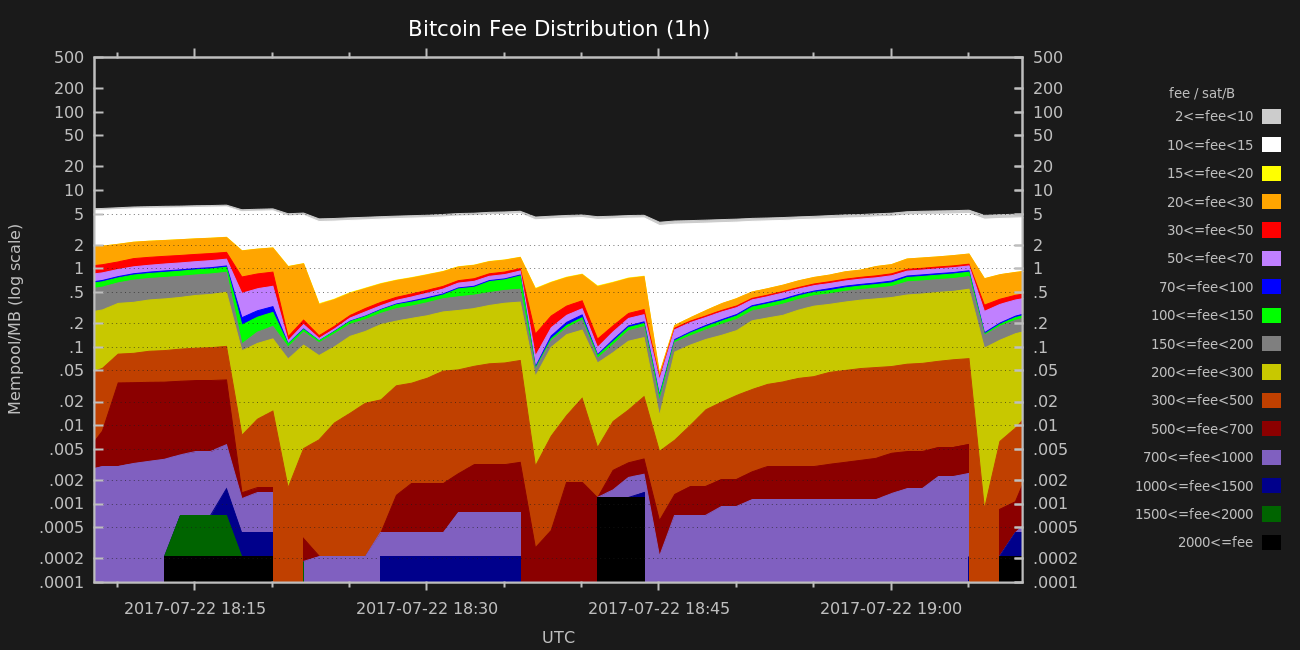 Bitcoin Fee Distribution (1h)
Mempool/MB (log scale)
500
200
100
50
20
10
5
2
1
.5
.2
.1
.05
.02
.01
.005
.002
.001
.0005
.0002
.0001
500
200
100
50
20
10
5
2
1
.5
.2
.1
.05
.02
.01
.005
.002
.001
.0005
.0002
.0001
fee / sat/B
2<=fee<10
10<=fee<15
15<=fee<20
20<=fee<30
30<=fee<50
50<=fee<70
70<=fee<100
100<=fee<150
150<=fee<200
200<=fee<300
300<=fee<500
500<=fee<700
700<=fee<1000
1000<=fee<1500
1500<=fee<2000
2000<=fee
2017-07-22 18:15
2017-07-22 18:30
2017-07-22 18:45
2017-07-22 19:00
UTC